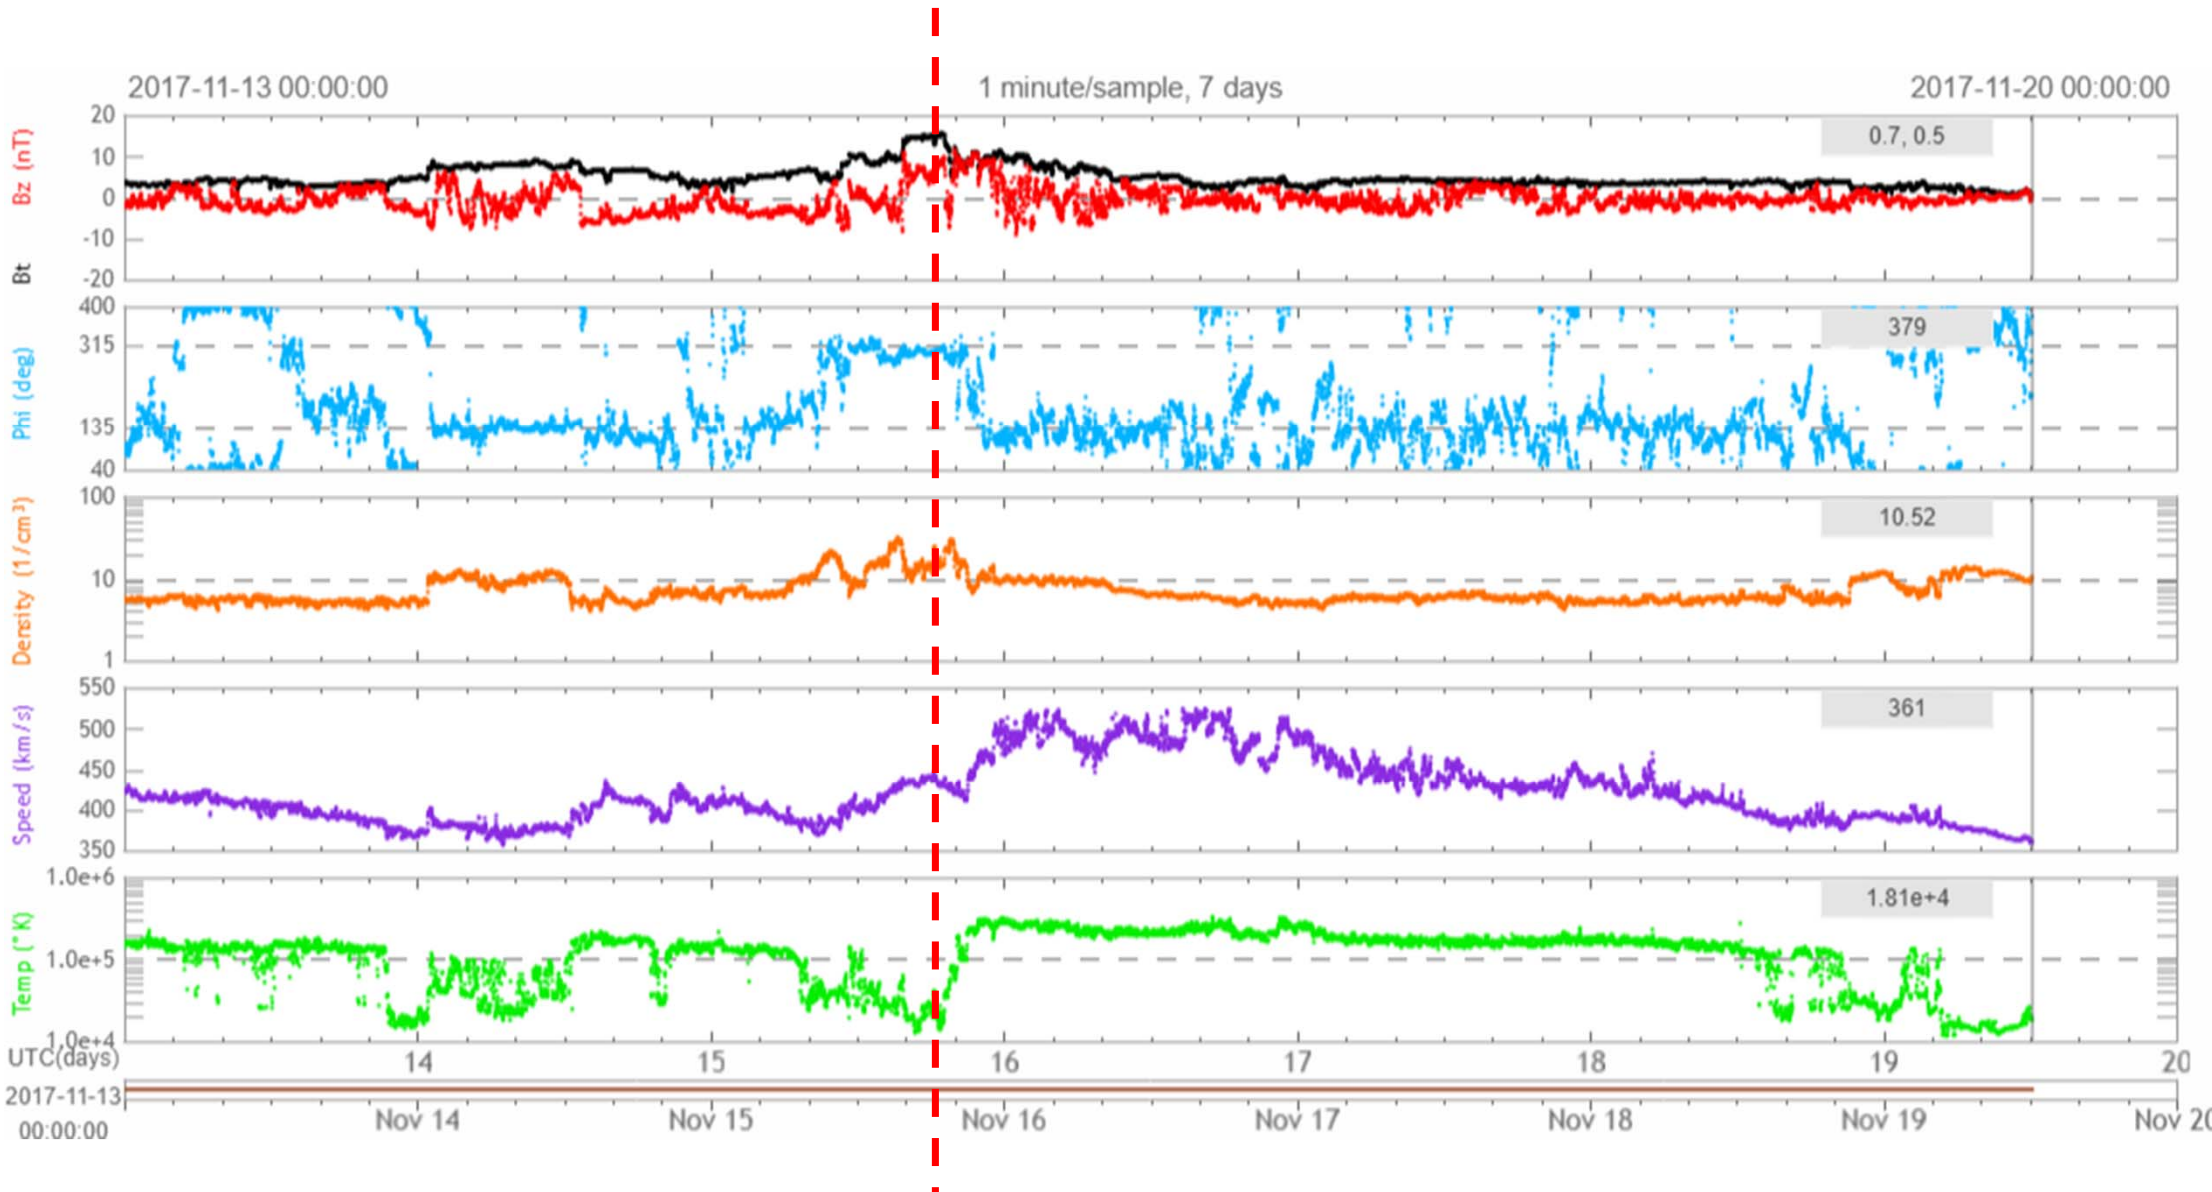 2017-11-13 00:00:00 1 minute/sample, 7 days 2017-11-20 00:00:00
Bt Bz (nT)
20
10
0
-10
-20
0.7, 0.5
Phi (deg)
400
315
135
40
379
Density (1/cm³)
100
10
1
10.52
Speed (km/s)
550
500
450
400
350
361
Temp (°K)
1.0e+6
1.0e+5
1.0e+4
1.81e+4
UTC(days) 14 15 16 17 18 19 20
2017-11-13
00:00:00
Nov 14 Nov 15 Nov 16 Nov 17 Nov 18 Nov 19 Nov 20